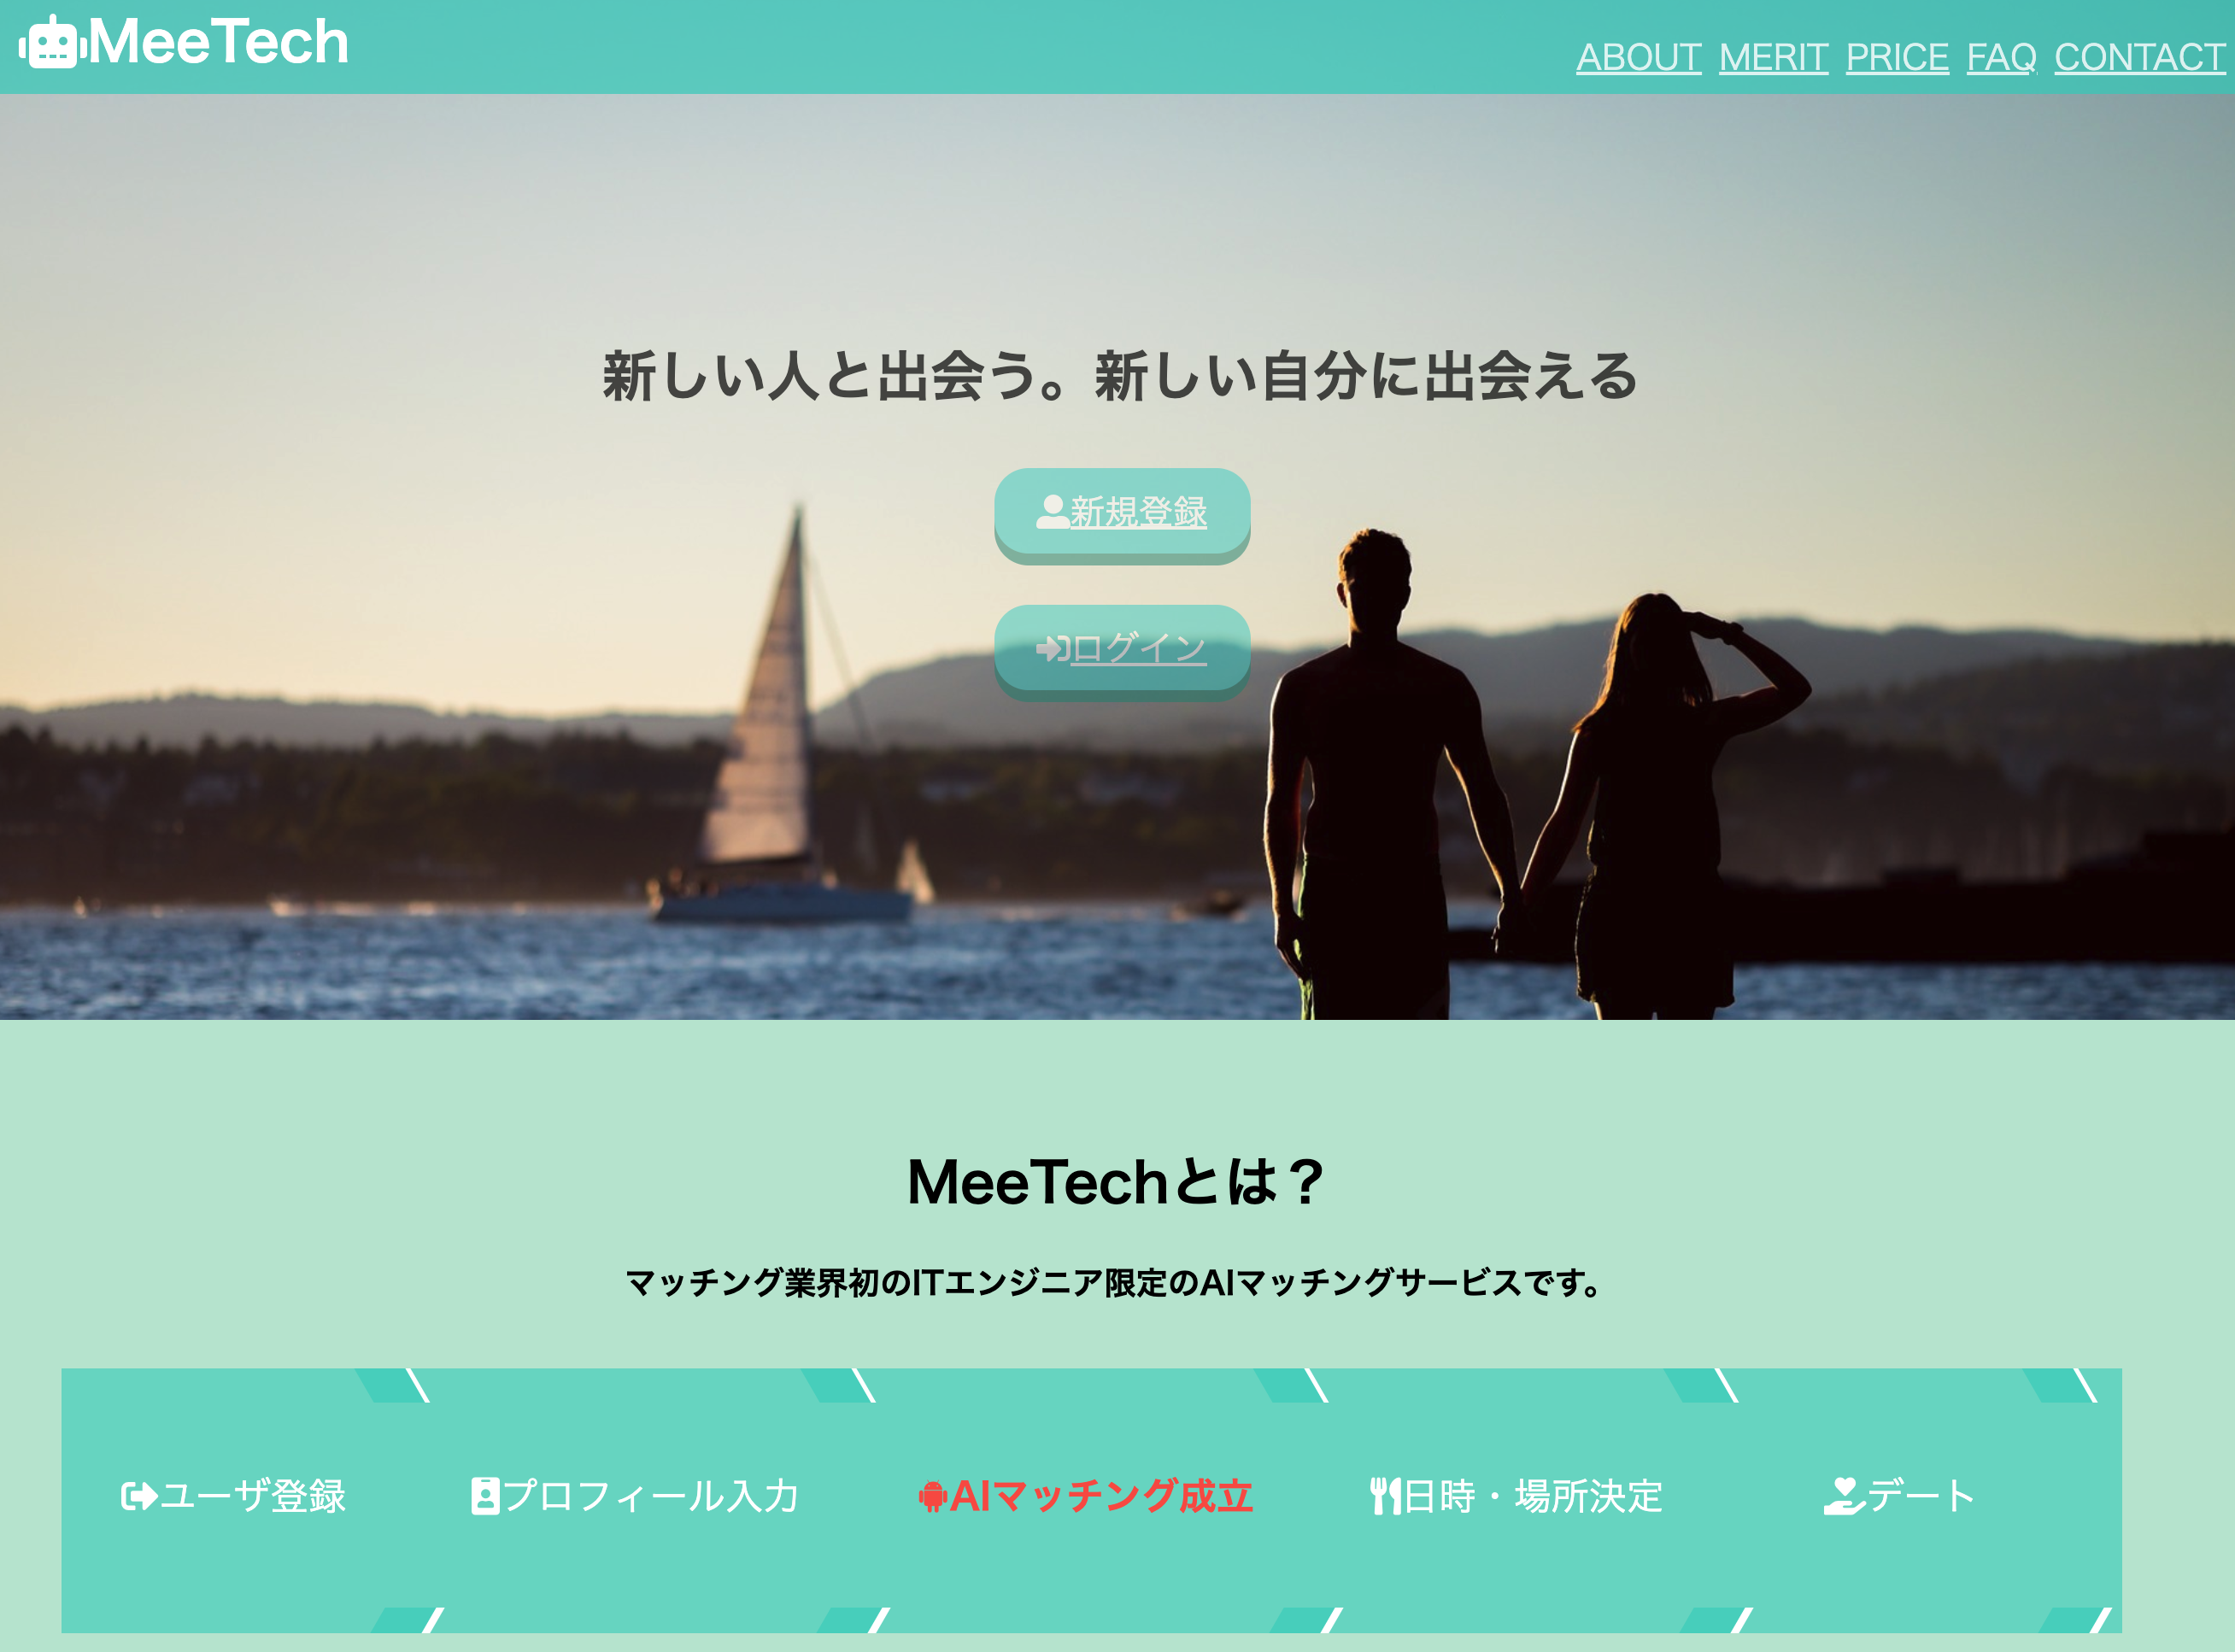 MeeTech
ABOUT MERIT PRICE FAQ CONTACT
新しい人と出会う。新しい自分に出会える
新規登録
ログイン
MeeTechとは？
マッチング業界初のITエンジニア限定のAIマッチングサービスです。
ユーザ登録 プロフィール入力 AIマッチング成立 日時・場所決定 デート